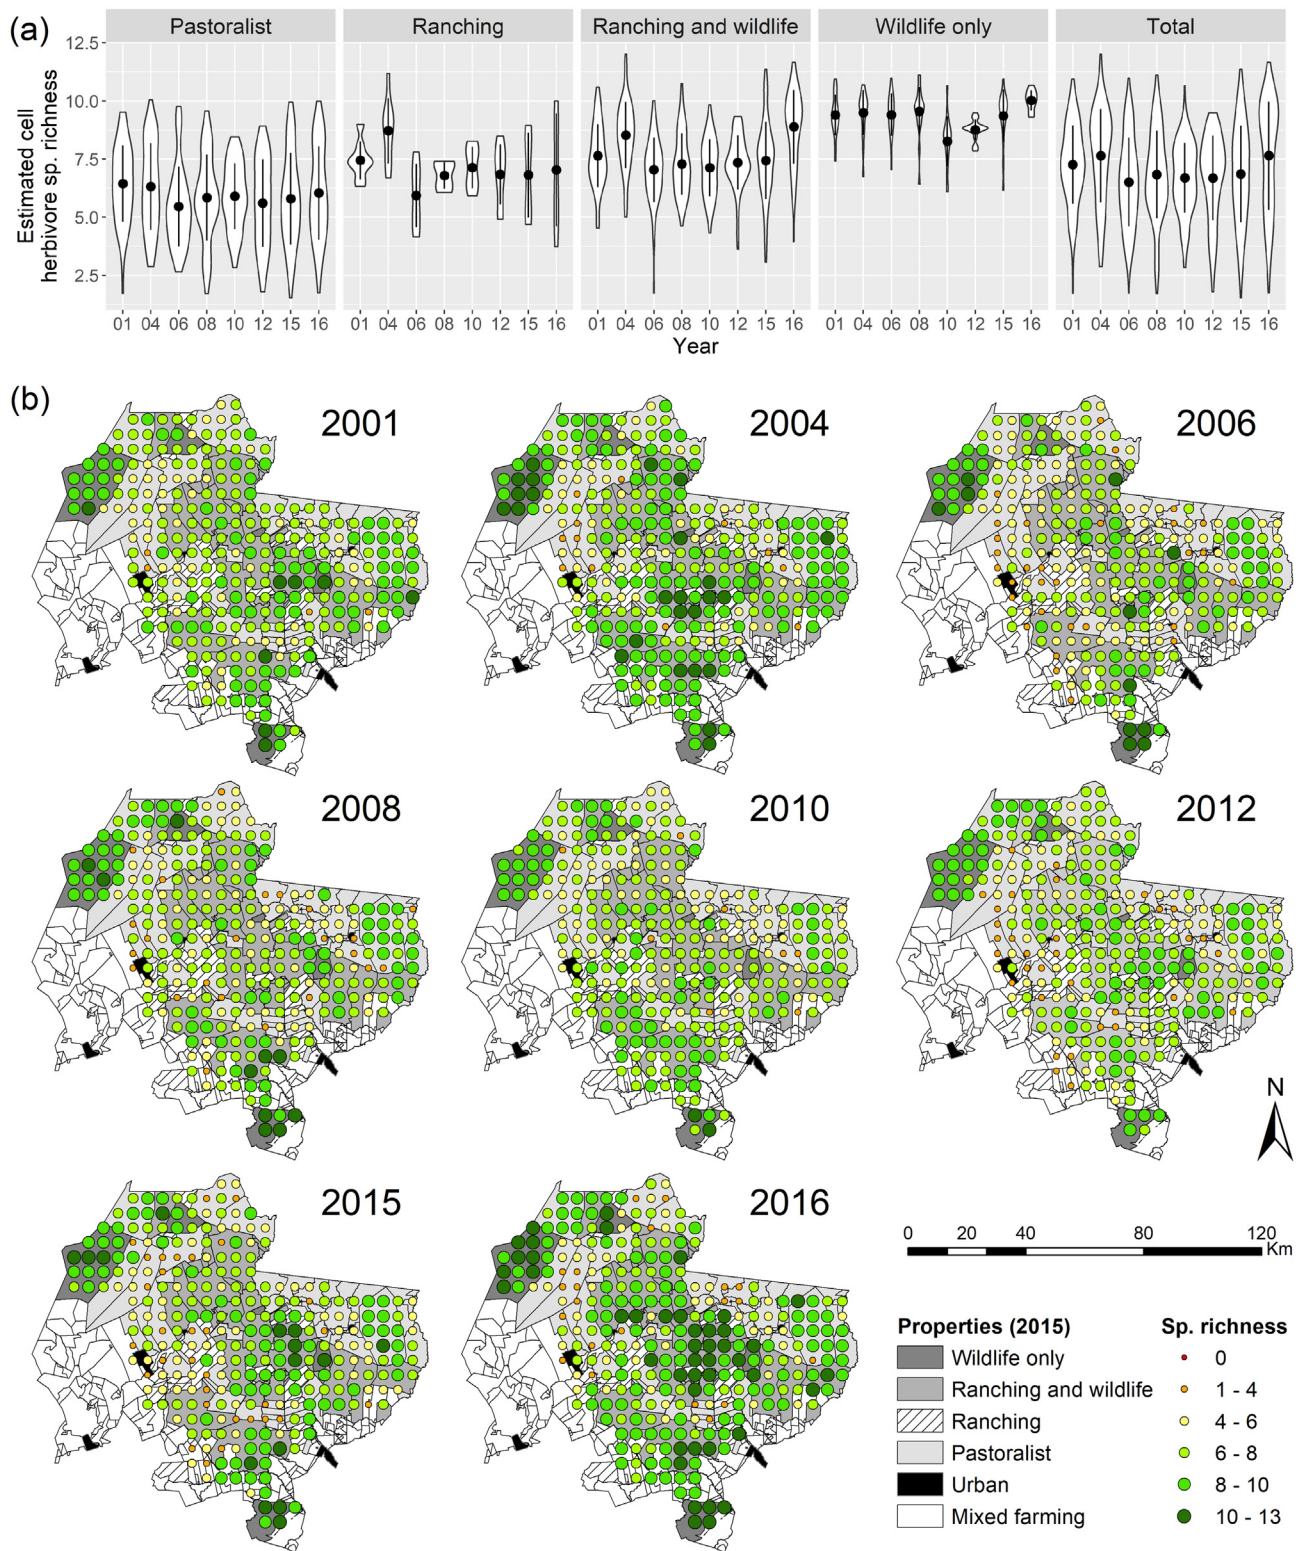 (a)
Pastoralist Ranching Ranching and wildlife Wildlife only Total
Estimated cell
herbivore sp. richness
12.5
10.0
7.5
5.0
2.5
01 04 06 08 10 12 15 16 01 04 06 08 10 12 15 16 01 04 06 08 10 12 15 16 01 04 06 08 10 12 15 16 01 04 06 08 10 12 15 16
Year
(b)
2001 2004 2006
2008 2010 2012
N
2015 2016
0 20 40 80 120
Km
Properties (2015) Sp. richness
Wildlife only 0
Ranching and wildlife 1 - 4
Ranching 4 - 6
Pastoralist 6 - 8
Urban 8 - 10
Mixed farming 10 - 13